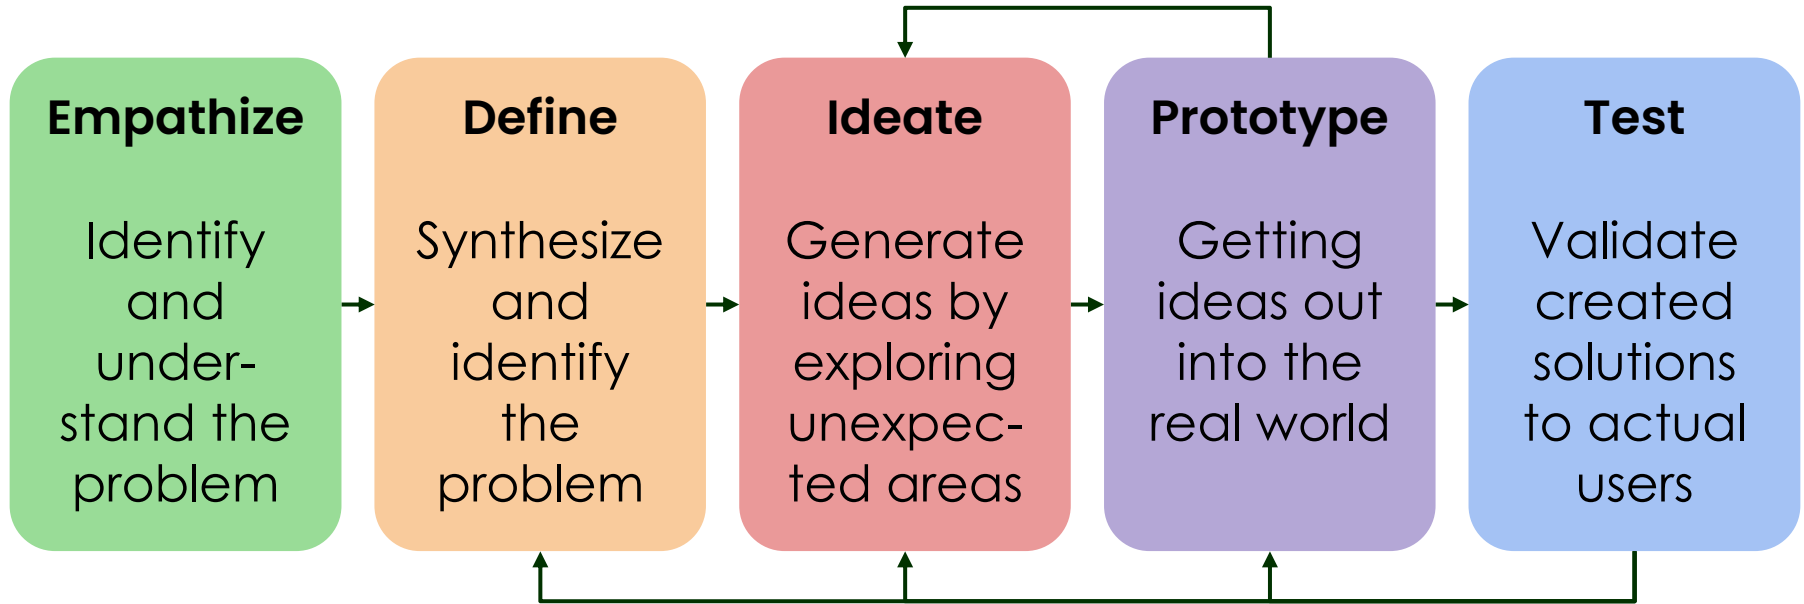 Empathize
Identify
and
under-
stand the
problem
Define
Synthesize
and
identify
the
problem
Ideate
Generate
ideas by
exploring
unexpec-
ted areas
Prototype
Getting
ideas out
into the
real world
Test
Validate
created
solutions
to actual
users